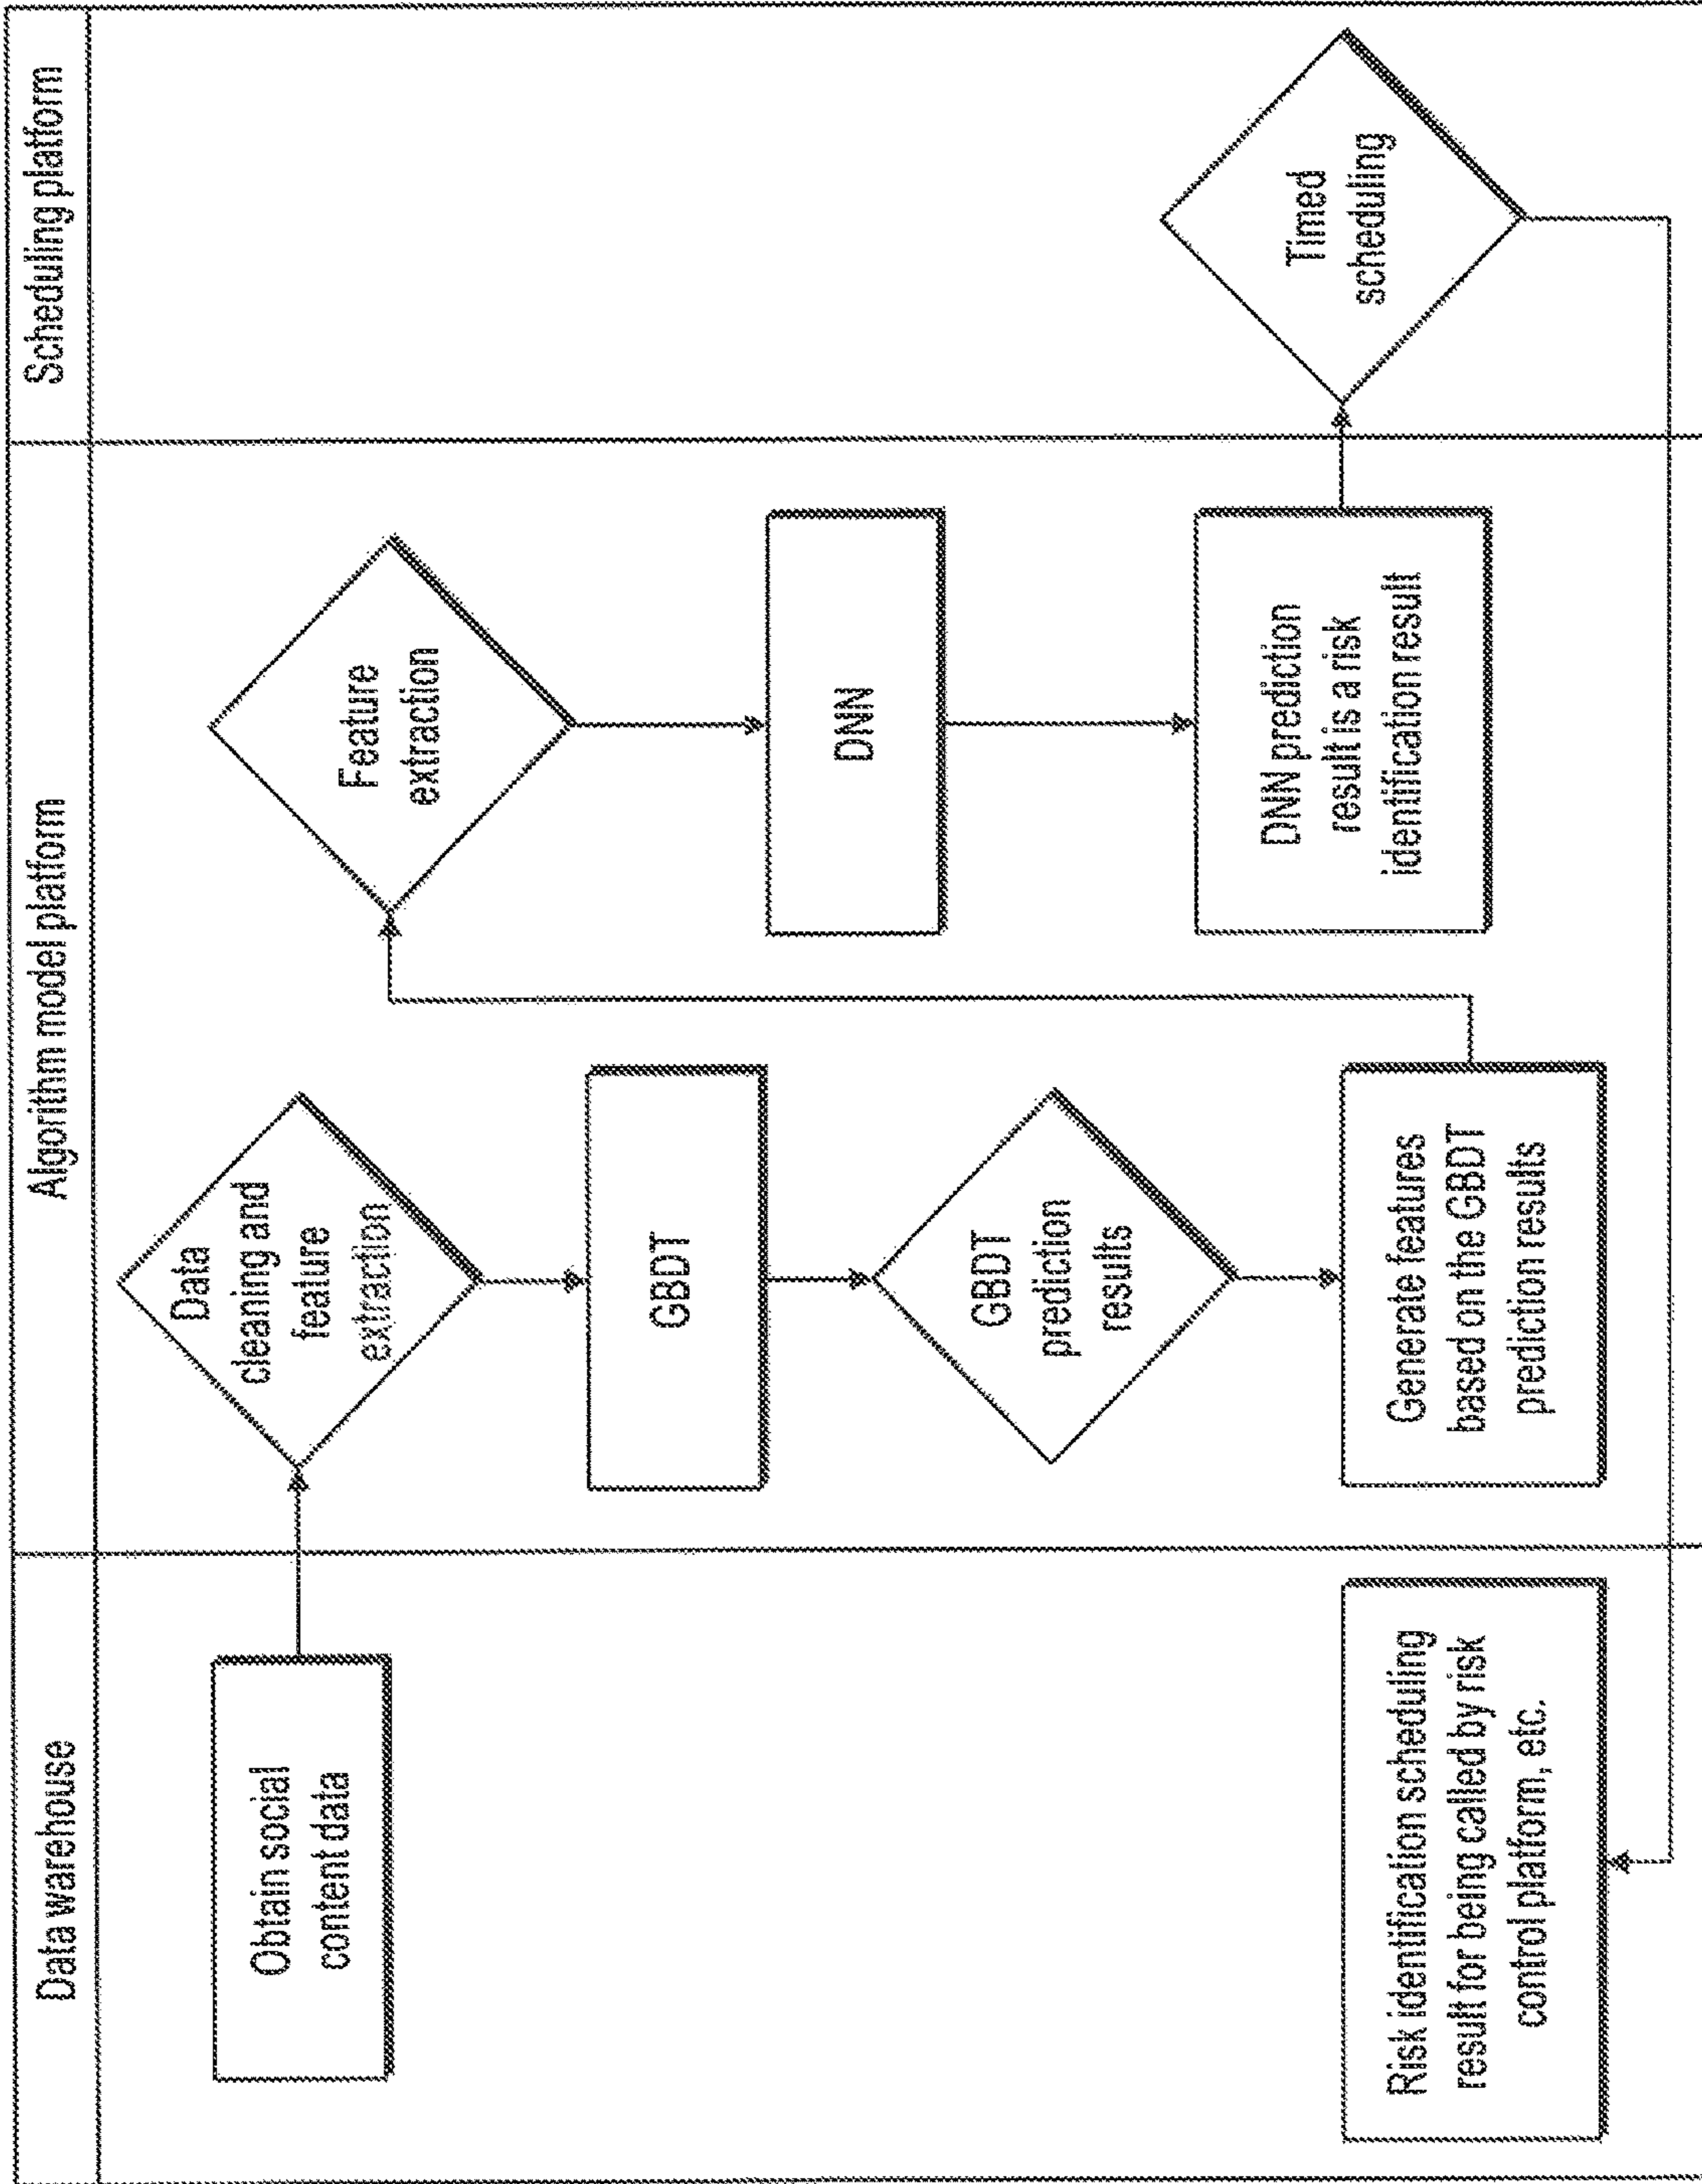 Data warehouse
Algorithm model platform
Scheduling platform
Obtain social
content data
Risk identification scheduling
result for being called by risk
control platform, etc.
Data
cleaning and
feature
extraction
GBDT
GBDT
prediction
results
Generate features
based on the GBDT
prediction results
Feature
extraction
DNN
DNN prediction
result is a risk
identification result
Timed
scheduling